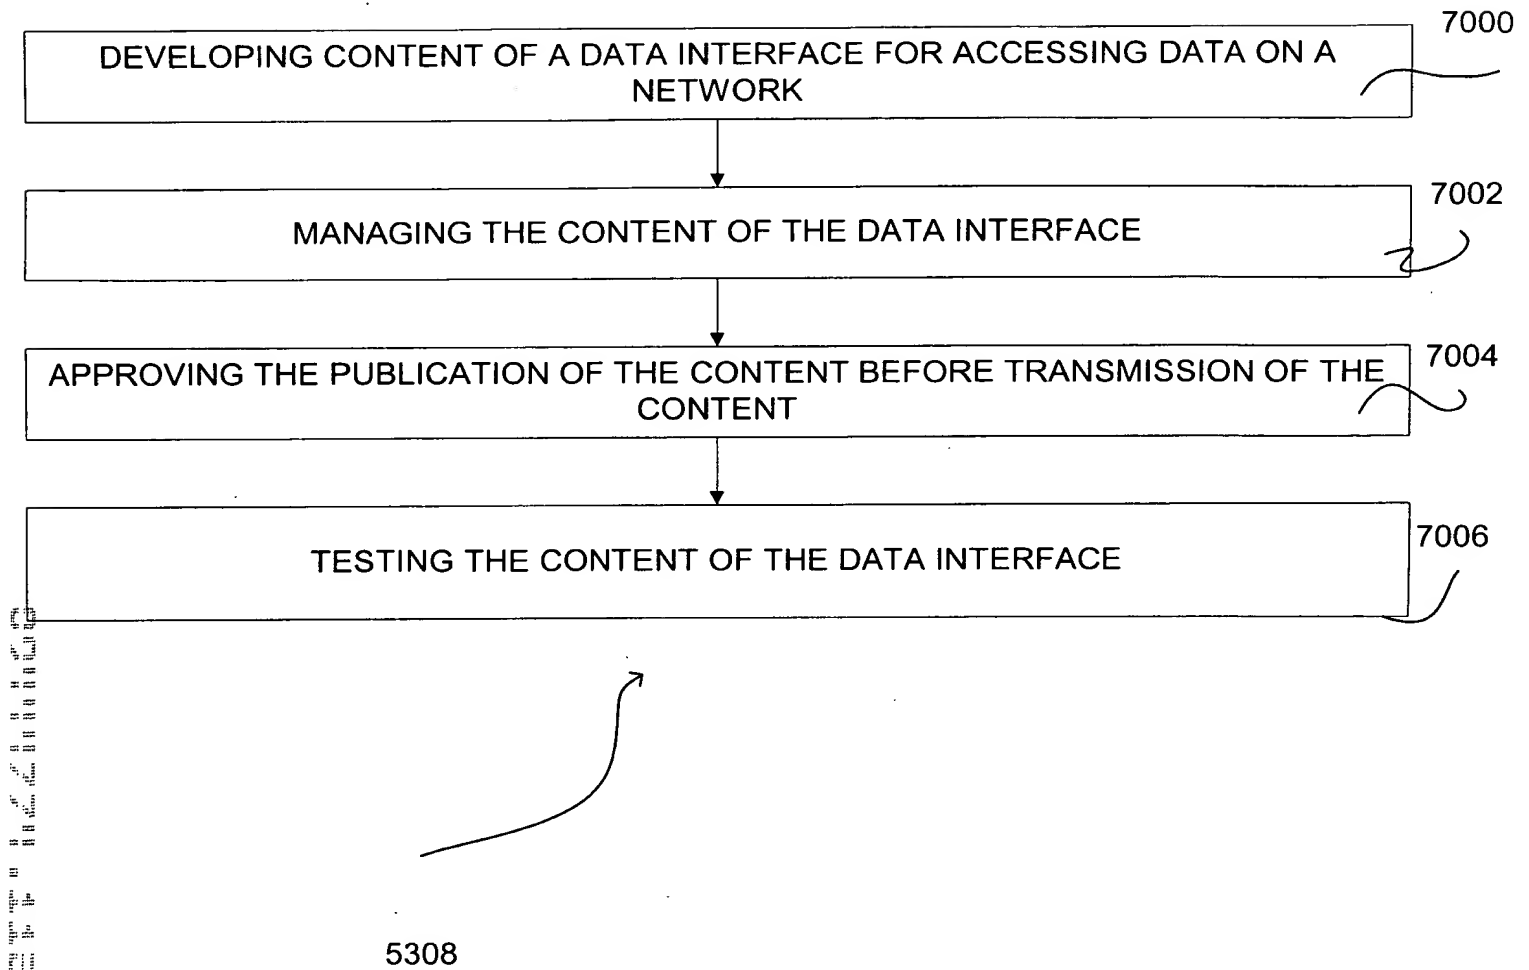 7000
DEVELOPING CONTENT OF A DATA INTERFACE FOR ACCESSING DATA ON A
NETWORK
7002
MANAGING THE CONTENT OF THE DATA INTERFACE
7004
APPROVING THE PUBLICATION OF THE CONTENT BEFORE TRANSMISSION OF THE
CONTENT
7006
TESTING THE CONTENT OF THE DATA INTERFACE
5308